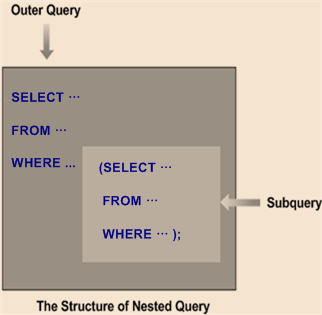 Outer Query
SELECT ···
FROM ···
WHERE ...
(SELECT ···
FROM ···
Subquery
WHERE ··· );
The Structure of Nested Query